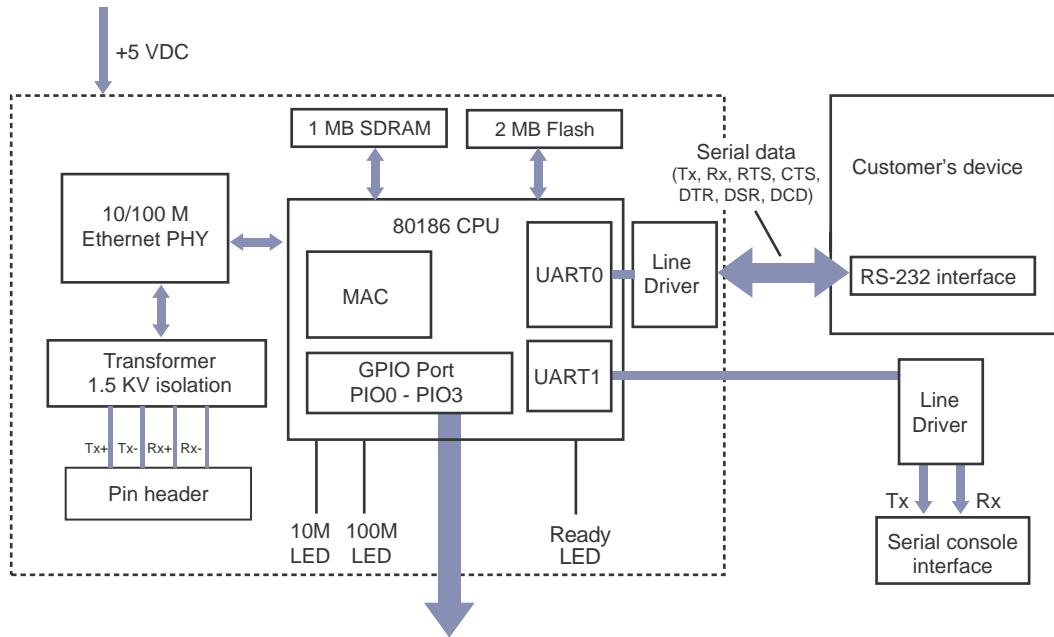 +5 VDC
1 MB SDRAM
2 MB Flash
Serial data
(Tx, Rx, RTS, CTS,
DTR, DSR, DCD)
Customer's device
10/100 M
Ethernet PHY
80186 CPU
MAC
UART0
Line
Driver
RS-232 interface
Transformer
1.5 KV isolation
GPIO Port
PIO0 - PIO3
UART1
Line
Driver
Tx+ Tx- Rx+ Rx-
Pin header
Tx Rx
10M
LED
100M
LED
Ready
LED
Serial console
interface